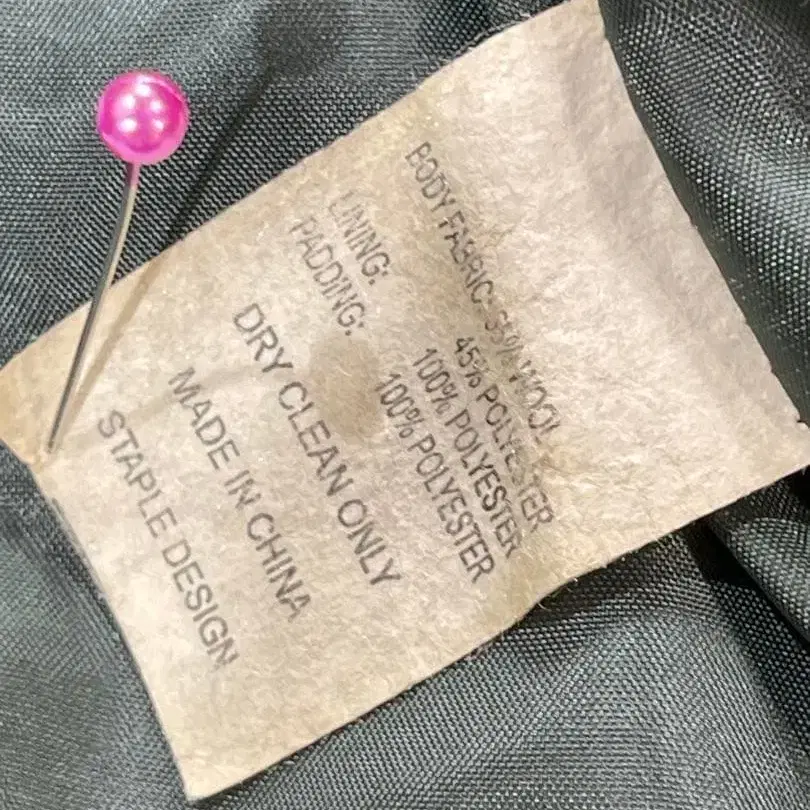 BODY FABRIC: 55% WOOL
45% POLYESTER
LINING: 100% POLYESTER
PADDING: 100% POLYESTER
DRY CLEAN ONLY
MADE IN CHINA
STAPLE DESIGN